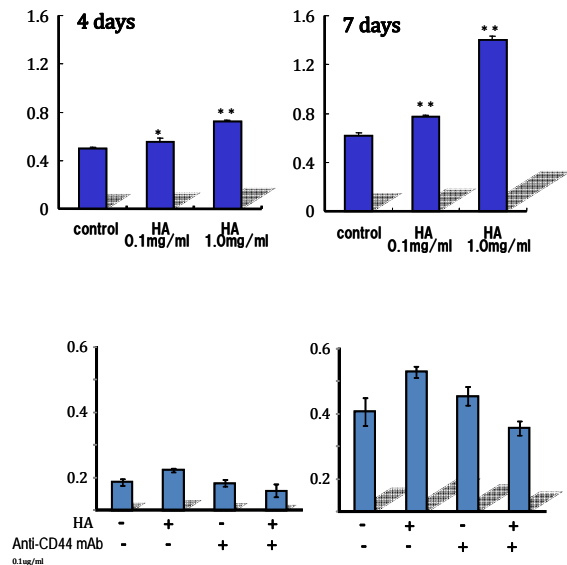 4 days
1.6
1.2
0.8
0.4
0
*
**
control
HA
0.1mg/ml
HA
1.0mg/ml
7 days
1.6
1.2
0.8
0.4
0
**
**
control
HA
0.1mg/ml
HA
1.0mg/ml
0.6
0.4
0.2
0.6
0.4
0.2
HA - + - + - + - +
Anti-CD44 mAb - - + + - - + +
0.1ug/ml